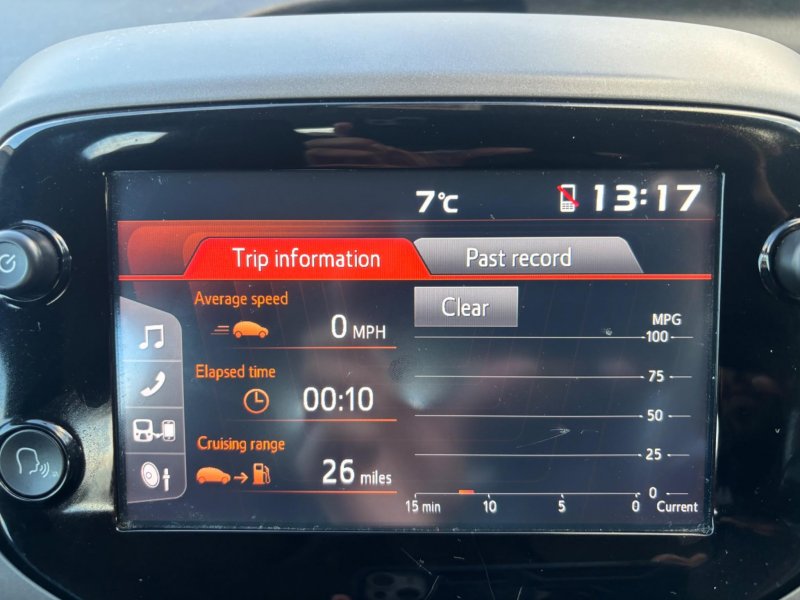 7°C 13:17
Trip information Past record
Average speed
0 MPH
Elapsed time
00:10
Cruising range
26 miles
Clear
MPG
100
75
50
25
0
15 min 10 5 0 Current